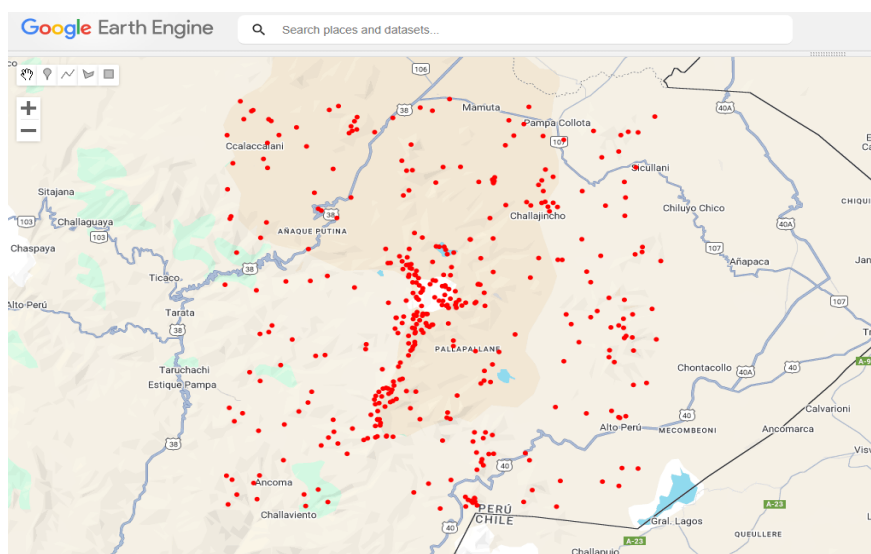 Google Earth Engine
Search places and datasets...
106
38
Mamuta
40A
Pampa Collota
107
Ccalaccalani
Sicullani
Sitajana
38
Challajincho
Chiluyo Chico
103
Challaguaya
AÑAQUE PUTINA
103
Chaspaya
38
Añapaca
Ticaco
107
Alto-Perú
Tarata
38
PALLAPALLANE
Taruchachi
Estique Pampa
Chontacollo
40
40A
Calvarioni
40
Alto-Perú
MECOMBEONI
Ancomarca
38
40
Ancoma
A-23
Challaviento
PERÚ
CHILE
Gral. Lagos
A-23
QUEULLERE
Challapujo